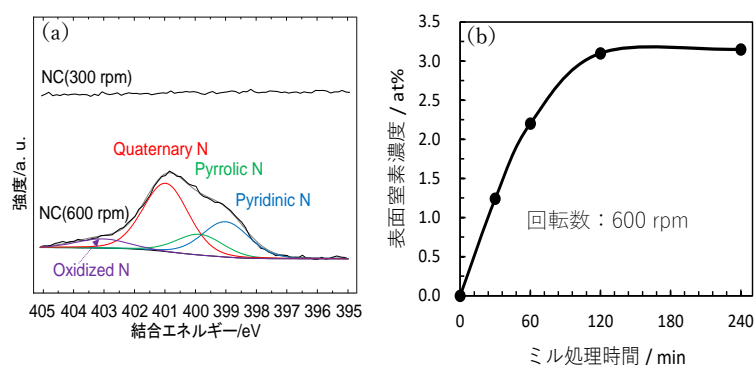 (a)
NC(300 rpm)
Quaternary N
Pyrrolic N
Pyridinic N
NC(600 rpm)
Oxidized N
強度/a. u.
405 404 403 402 401 400 399 398 397 396 395
結合エネルギー/eV
(b)
表面窒素濃度 / at%
3.5
3.0
2.5
2.0
1.5
1.0
0.5
0.0
回転数：600 rpm
0 60 120 180 240
ミル処理時間 / min